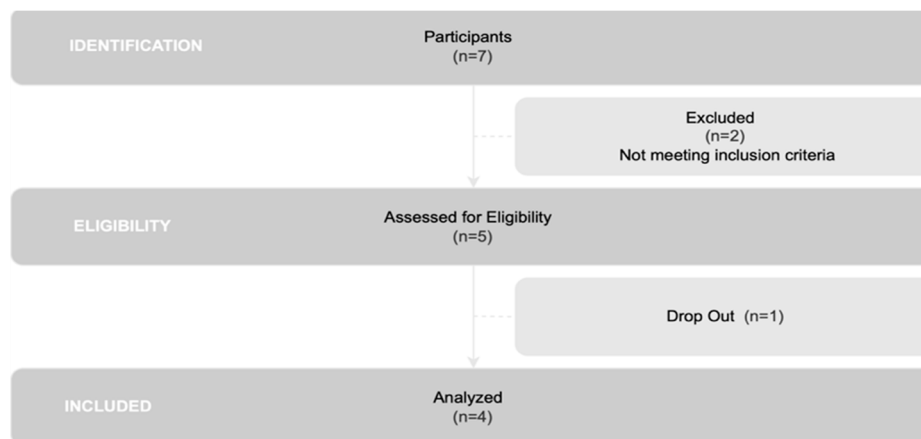 IDENTIFICATION
Participants
(n=7)
Excluded
(n=2)
Not meeting inclusion criteria
ELIGIBILITY
Assessed for Eligibility
(n=5)
Drop Out (n=1)
INCLUDED
Analyzed
(n=4)